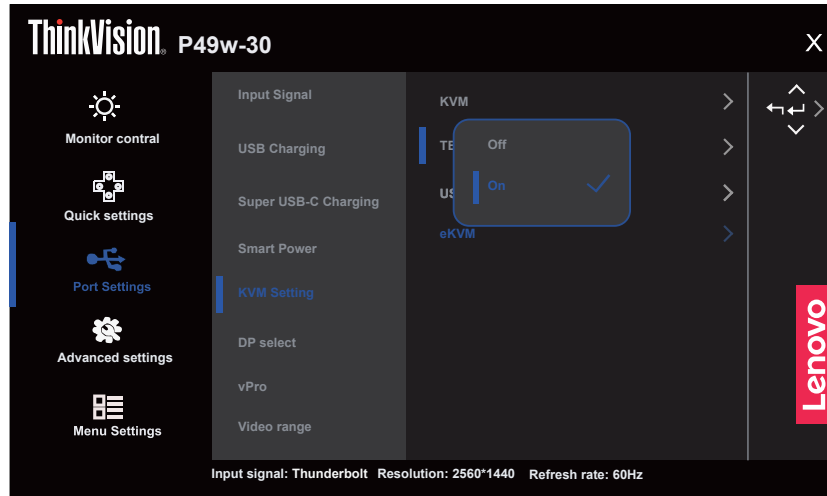 ThinkVision® P49w-30
X
Monitor contral
Quick settings
Port Settings
Advanced settings
Menu Settings
Input Signal
USB Charging
Super USB-C Charging
Smart Power
KVM Setting
DP select
vPro
Video range
KVM
Off
On
eKVM
Lenovo
Input signal: Thunderbolt Resolution: 2560*1440 Refresh rate: 60Hz